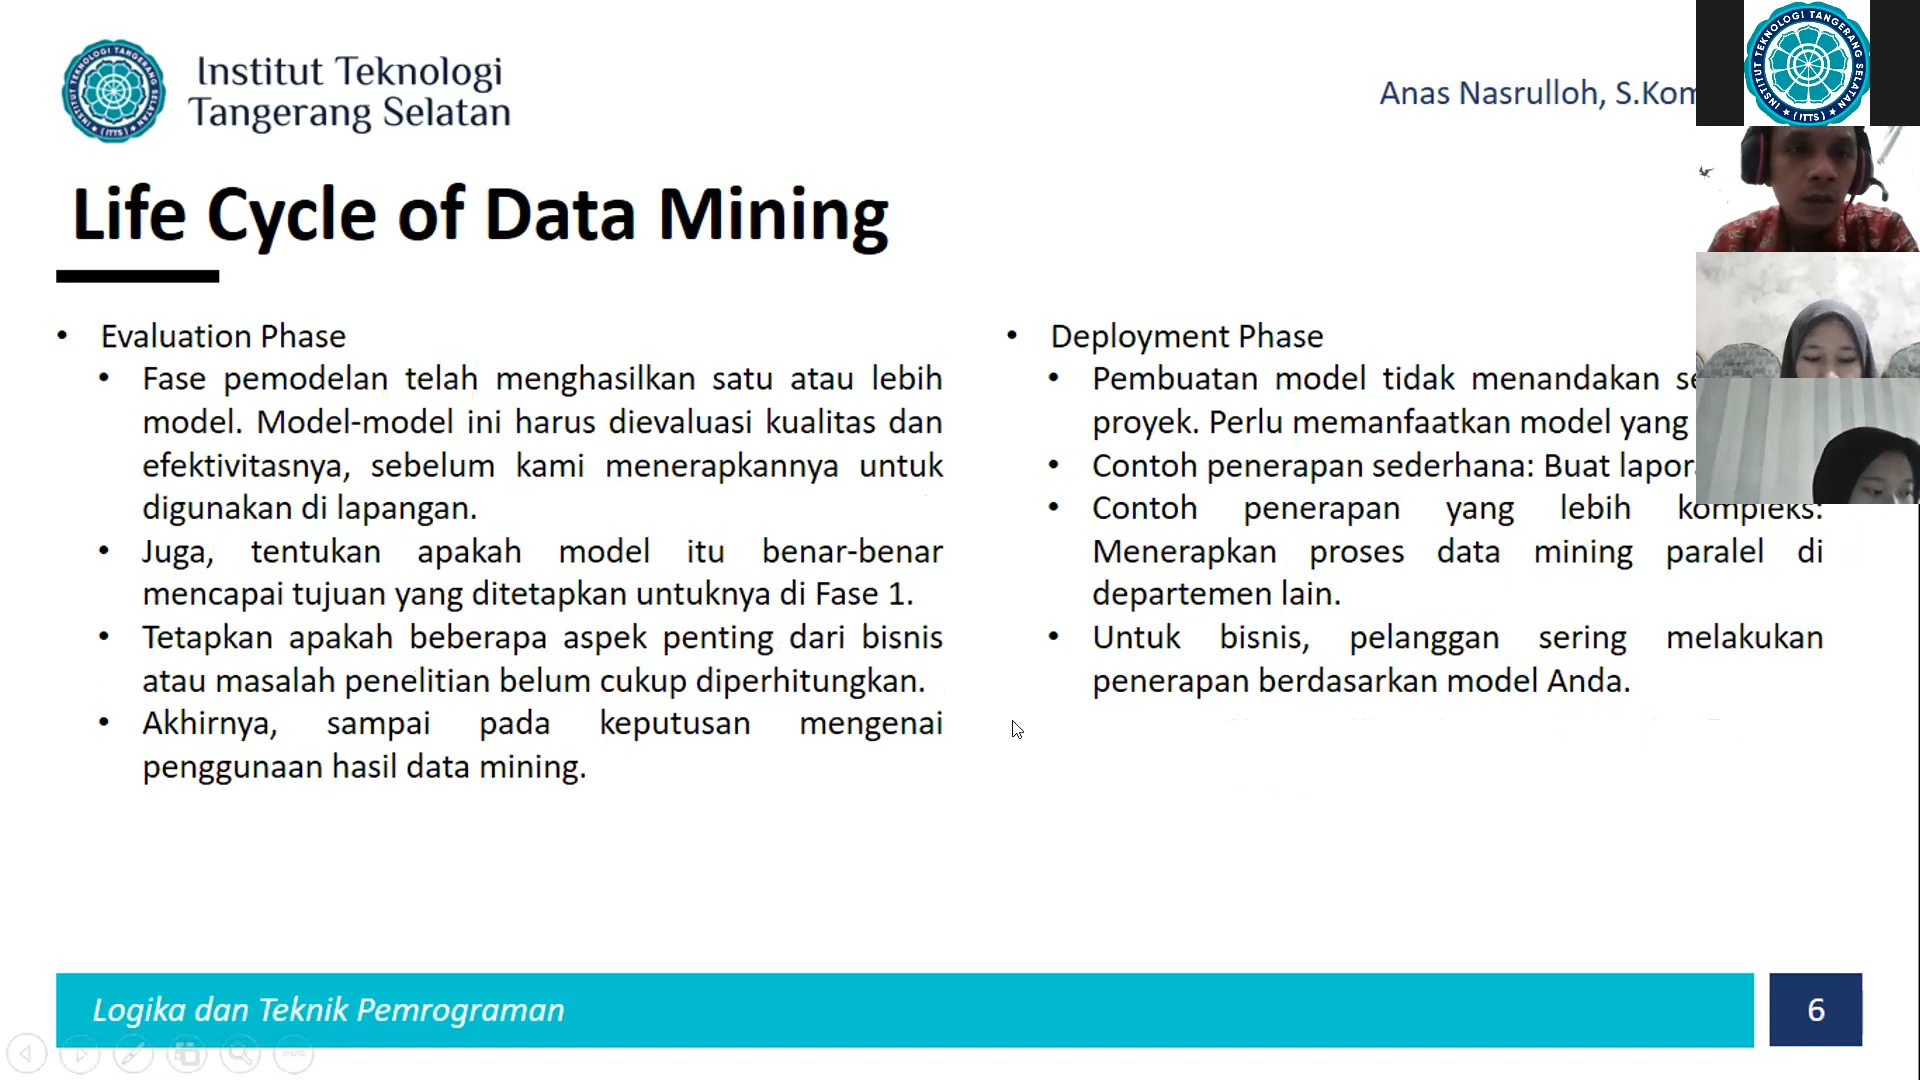 Institut Teknologi
Tangerang Selatan
Anas Nasrulloh, S.Kom
INSTITUT TEKNOLOGI TANGERANG SELATAN
(ITTS)
Life Cycle of Data Mining
• Evaluation Phase
• Fase pemodelan telah menghasilkan satu atau lebih
model. Model-model ini harus dievaluasi kualitas dan
efektivitasnya, sebelum kami menerapkannya untuk
digunakan di lapangan.
• Juga, tentukan apakah model itu benar-benar
mencapai tujuan yang ditetapkan untuknya di Fase 1.
• Tetapkan apakah beberapa aspek penting dari bisnis
atau masalah penelitian belum cukup diperhitungkan.
• Akhirnya, sampai pada keputusan mengenai
penggunaan hasil data mining.
• Deployment Phase
• Pembuatan model tidak menandakan
proyek. Perlu memanfaatkan model yang
• Contoh penerapan sederhana: Buat
• Contoh penerapan yang lebih kompleks:
Menerapkan proses data mining paralel di
departemen lain.
• Untuk bisnis, pelanggan sering melakukan
penerapan berdasarkan model Anda.
Logika dan Teknik Pemrograman
6